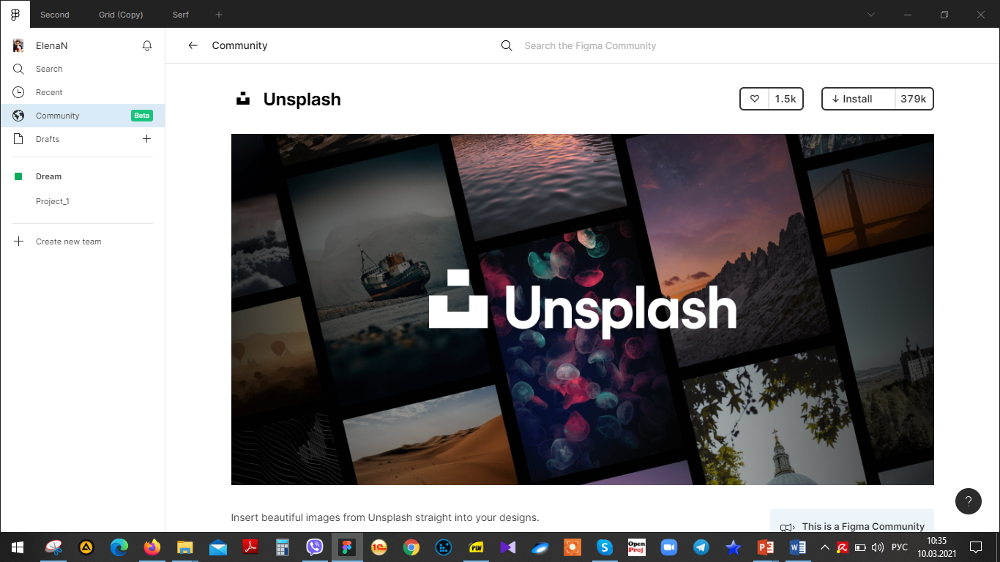 Second Grid (Copy) Serf
ElenaN
Search
Recent
Community Beta
Drafts
Dream
Project_1
Create new team
Community
Search the Figma Community
Unsplash
1.5k
Install 379k
Unsplash
Insert beautiful images from Unsplash straight into your designs.
This is a Figma Community
?
PDF
Open
Proj
РУС
10:35
10.03.2021